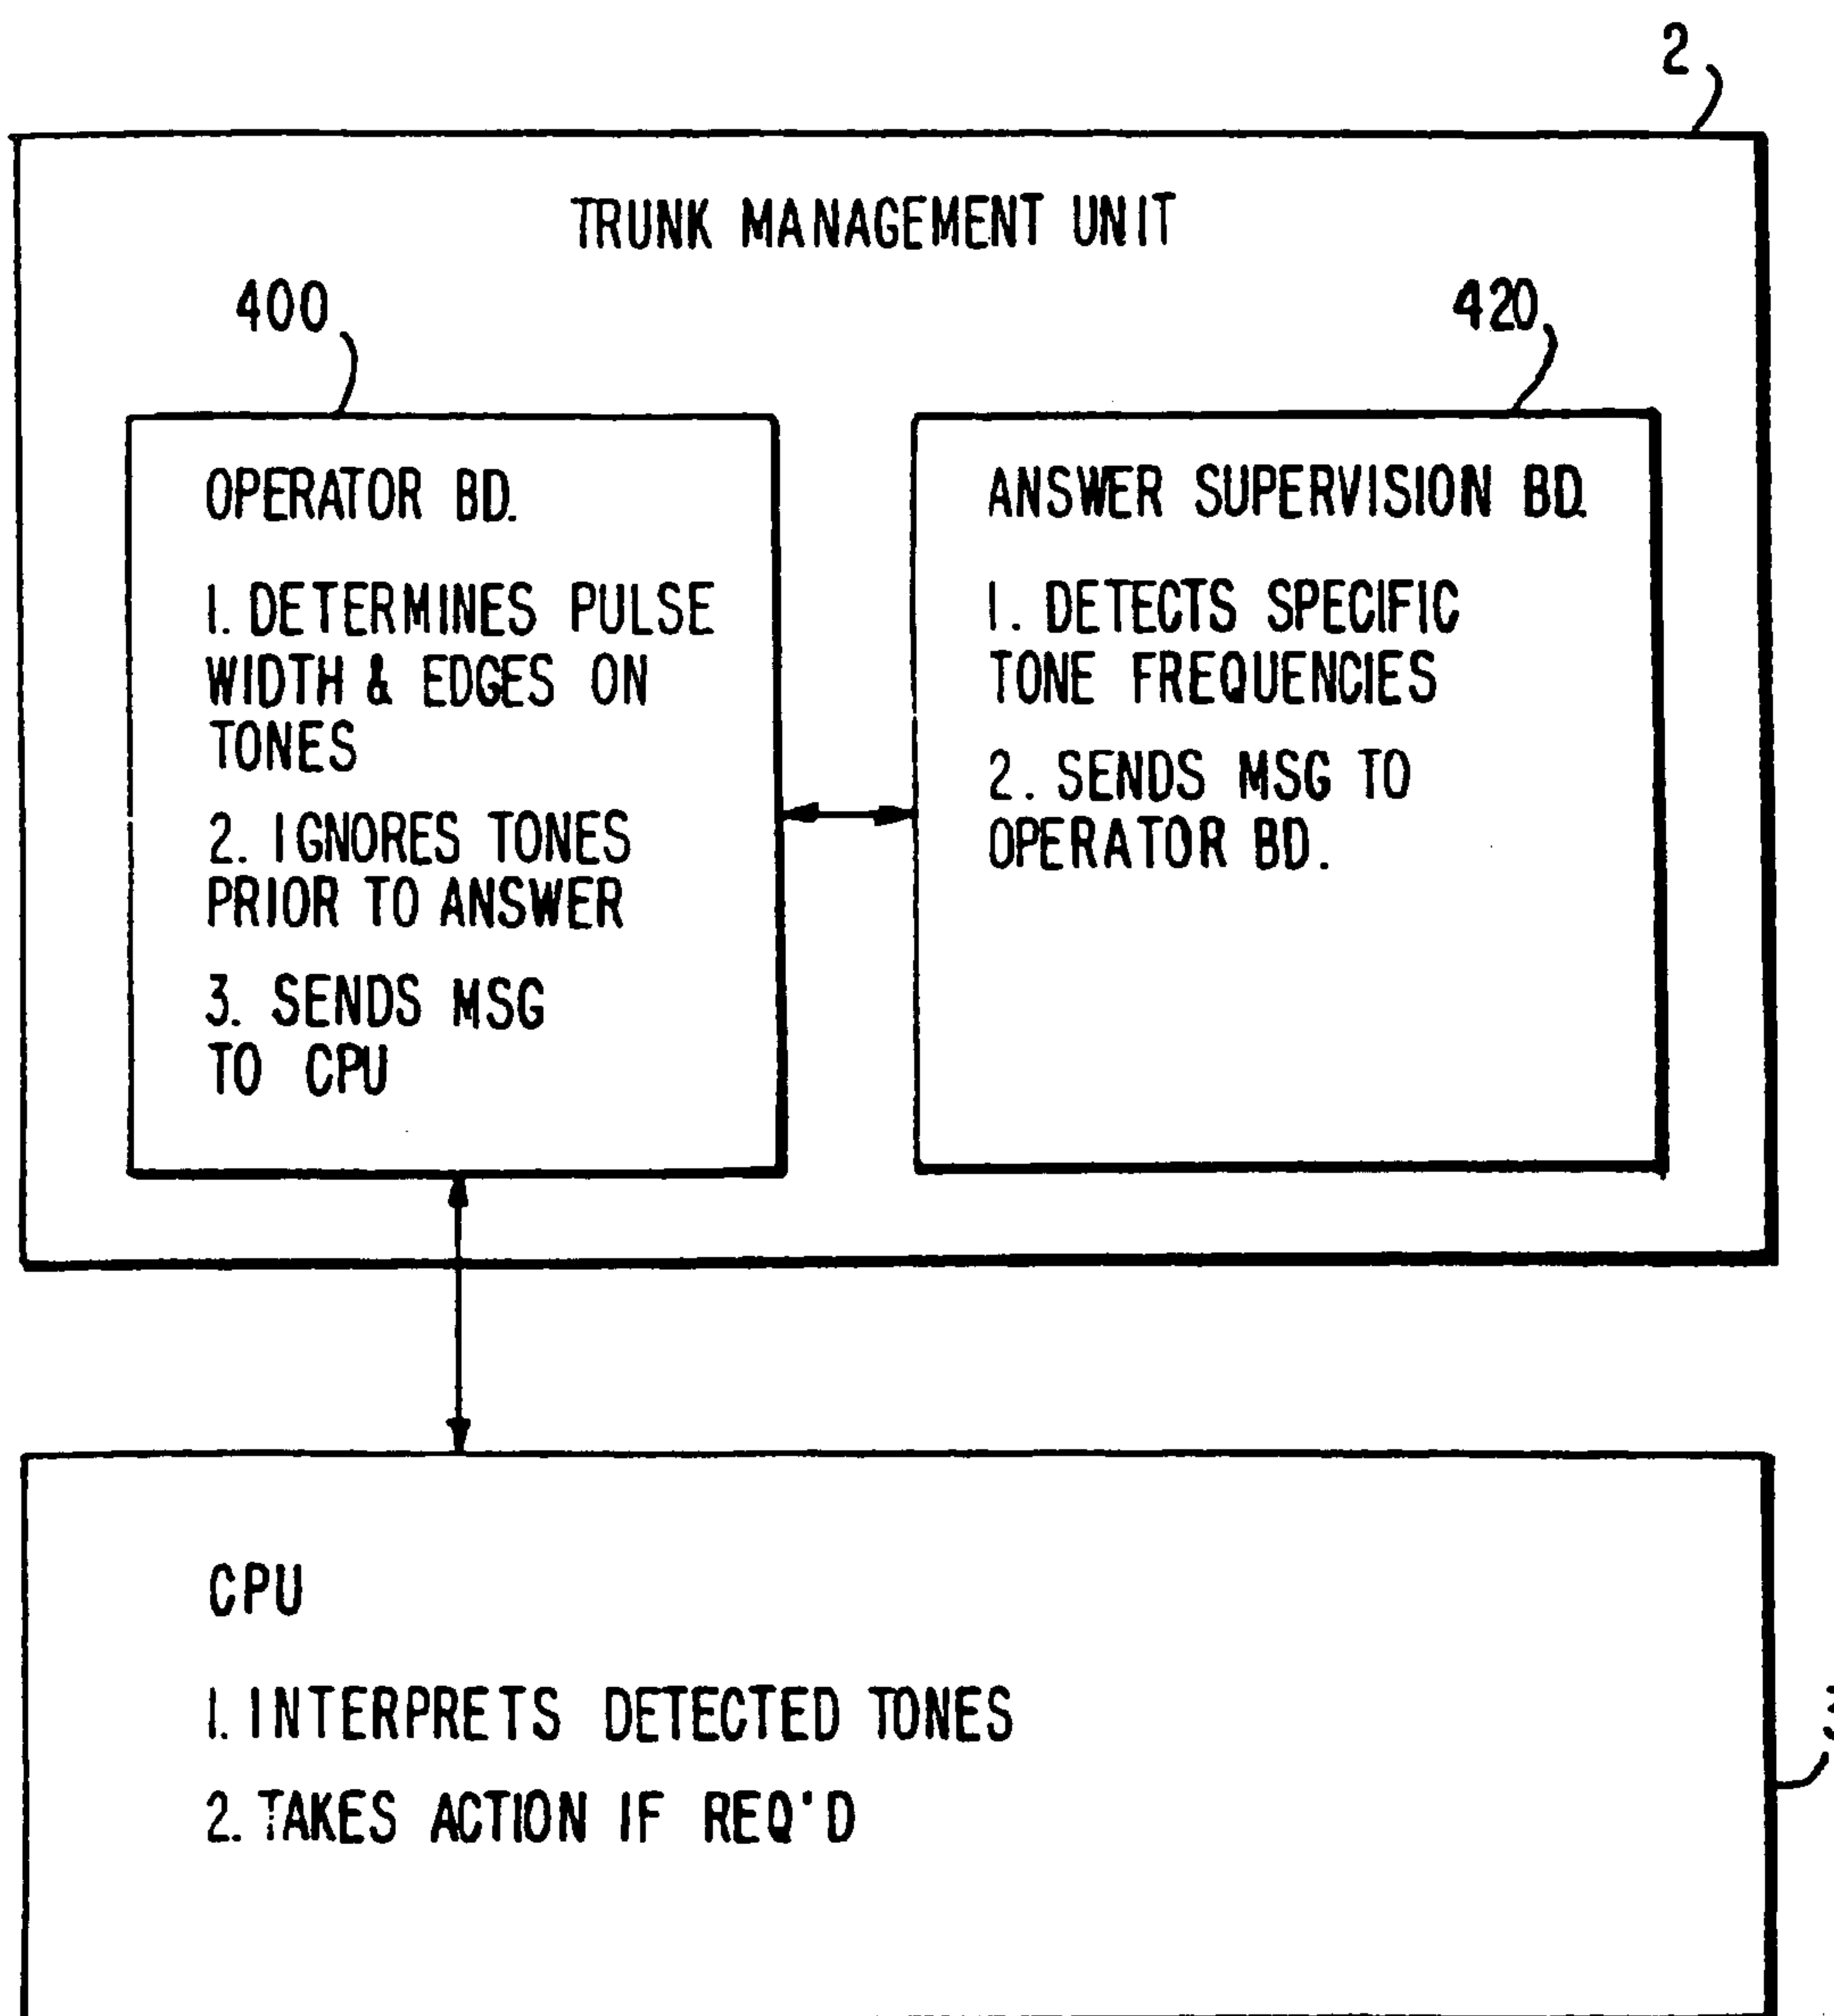 2
TRUNK MANAGEMENT UNIT
400
420
OPERATOR BD.
1. DETERMINES PULSE
WIDTH & EDGES ON
TONES
2. IGNORES TONES
PRIOR TO ANSWER
3. SENDS MSG
TO CPU
ANSWER SUPERVISION BD.
1. DETECTS SPECIFIC
TONE FREQUENCIES
2. SENDS MSG TO
OPERATOR BD.
CPU
1. INTERPRETS DETECTED TONES
2. TAKES ACTION IF REQ'D